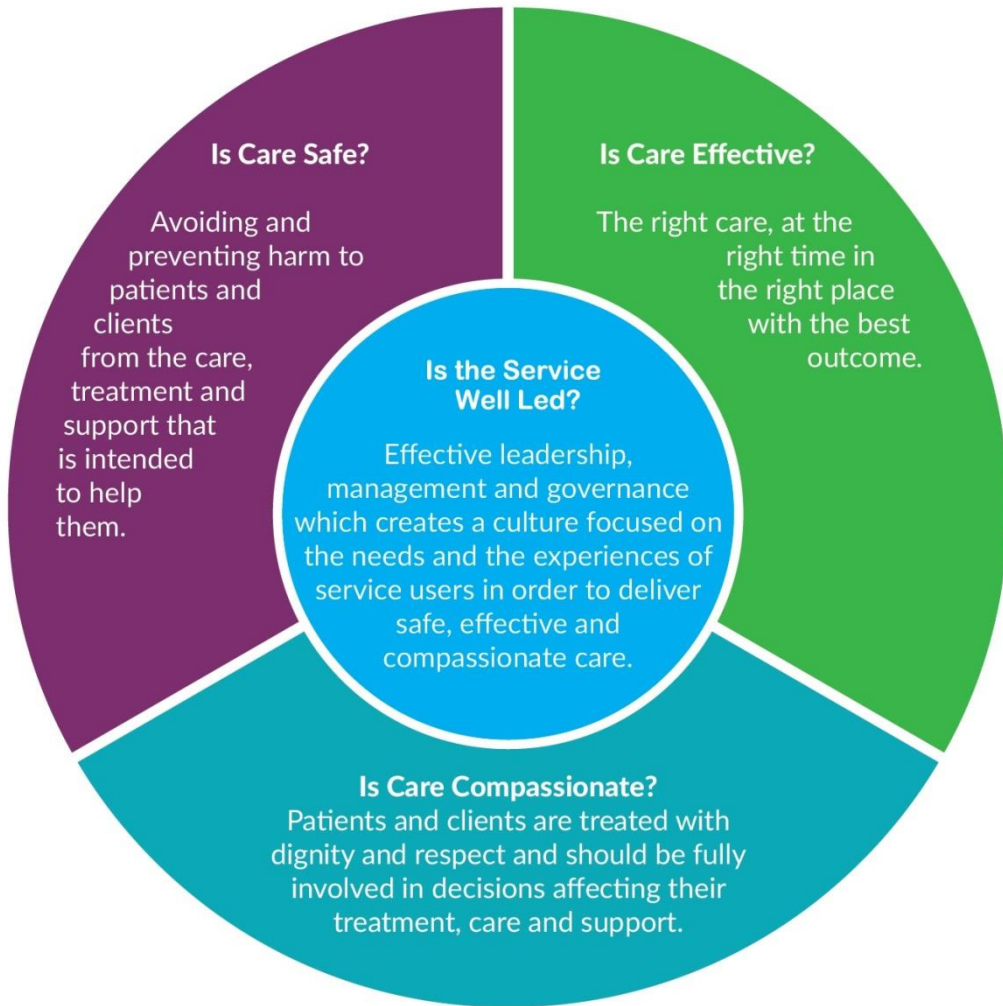 Is Care Safe?
Avoiding and
preventing harm to
patients and
clients
from the care,
treatment and
support that
is intended
to help
them.
Is Care Effective?
The right care, at the
right time in
the right place
with the best
outcome.
Is the Service
Well Led?
Effective leadership,
management and governance
which creates a culture focused on
the needs and the experiences of
service users in order to deliver
safe, effective and
compassionate care.
Is Care Compassionate?
Patients and clients are treated with
dignity and respect and should be fully
involved in decisions affecting their
treatment, care and support.